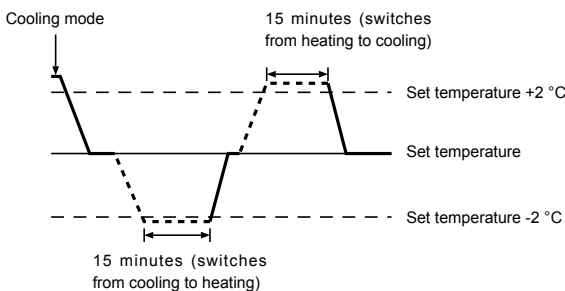 Cooling mode
15 minutes (switches
from heating to cooling)
Set temperature +2 °C
Set temperature
Set temperature -2 °C
15 minutes (switches
from cooling to heating)